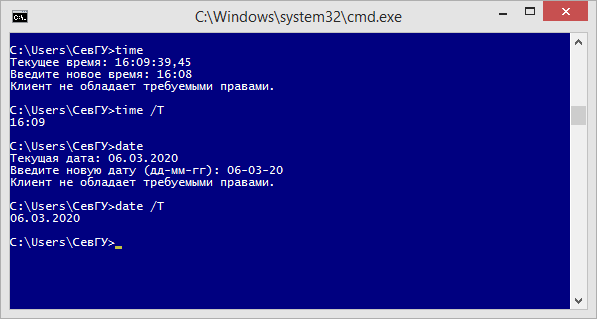 C:\Windows\system32\cmd.exe
C:\Users\СевГУ>time
Текущее время: 16:09:39,45
Введите новое время: 16:08
Клиент не обладает требуемыми правами.
C:\Users\СевГУ>time /T
16:09
C:\Users\СевГУ>date
Текущая дата: 06.03.2020
Введите новую дату (дд-мм-гг): 06-03-20
Клиент не обладает требуемыми правами.
C:\Users\СевГУ>date /T
06.03.2020
C:\Users\СевГУ>